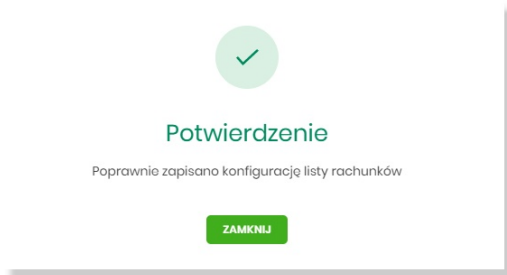 Potwierdzenie
Poprawnie zapisano konfigurację listy rachunków
ZAMKNIJ